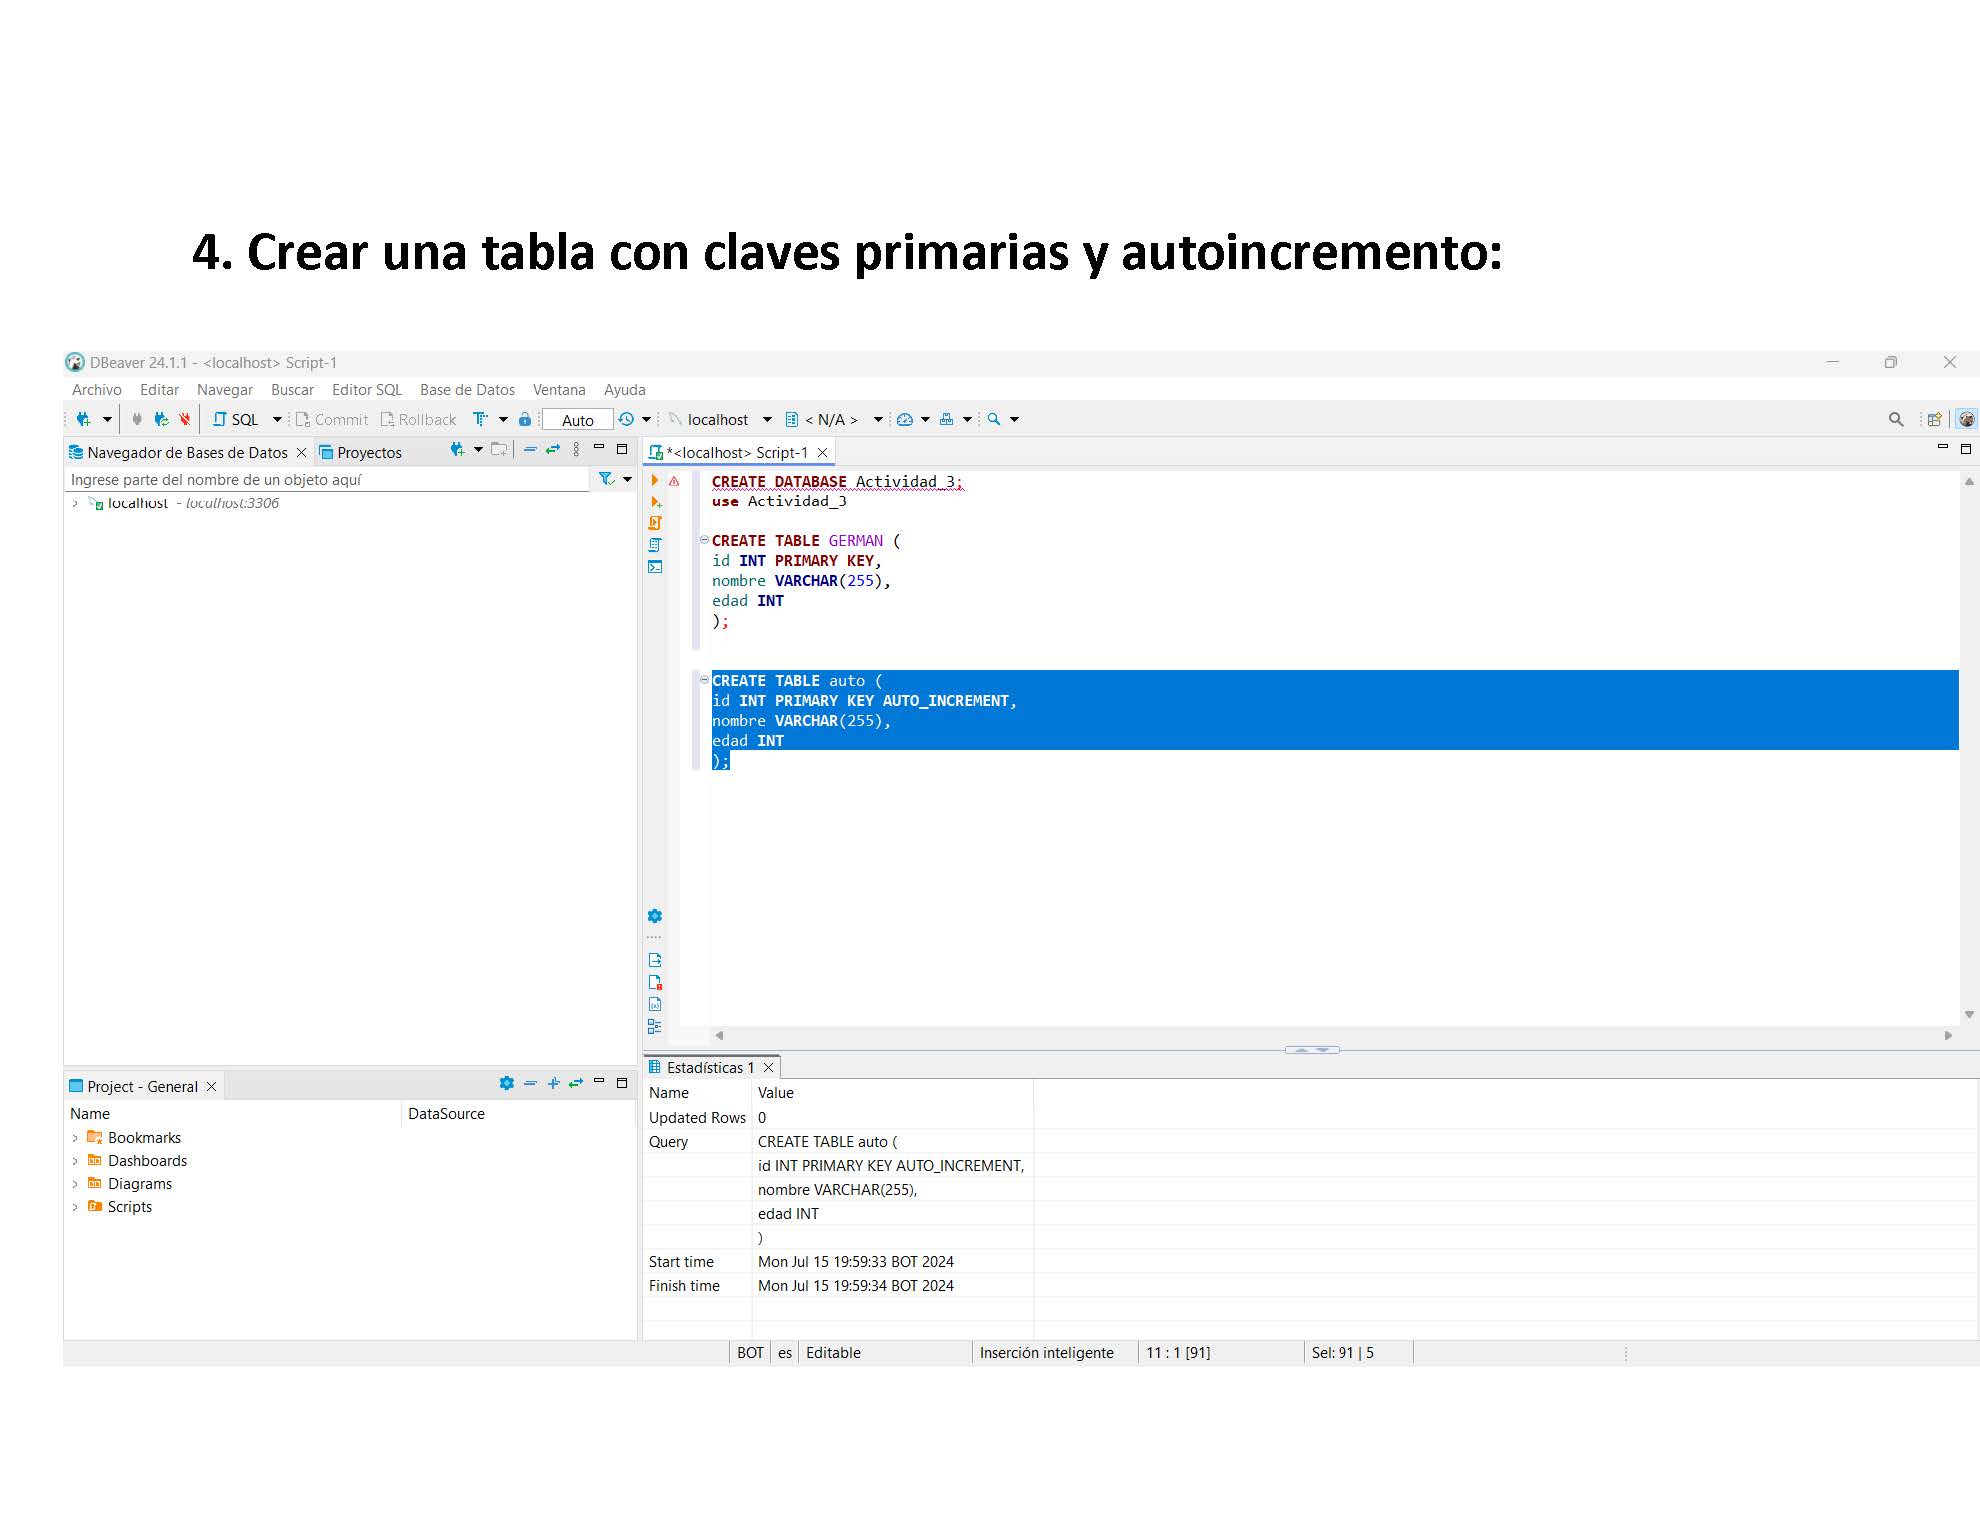 4. Crear una tabla con claves primarias y autoincremento:
DBeaver 24.1.1 - <localhost> Script-1
Archivo Editar Navegar Buscar Editor SQL Base de Datos Ventana Ayuda
SQL Commit Rollback Auto localhost < N/A >
Navegador de Bases de Datos Proyectos
Ingrese parte del nombre de un objeto aquí
localhost - localhost:3306
*<localhost> Script-1
CREATE DATABASE Actividad_3;
use Actividad_3
CREATE TABLE GERMAN (
id INT PRIMARY KEY,
nombre VARCHAR(255),
edad INT
);
CREATE TABLE auto (
id INT PRIMARY KEY AUTO_INCREMENT,
nombre VARCHAR(255),
edad INT
);
Project - General
Name DataSource
Bookmarks
Dashboards
Diagrams
Scripts
Estadísticas 1
Name Value
Updated Rows 0
Query CREATE TABLE auto (
id INT PRIMARY KEY AUTO_INCREMENT,
nombre VARCHAR(255),
edad INT
)
Start time Mon Jul 15 19:59:33 BOT 2024
Finish time Mon Jul 15 19:59:34 BOT 2024
BOT es Editable Inserción inteligente 11 : 1 [91] Sel: 91 | 5